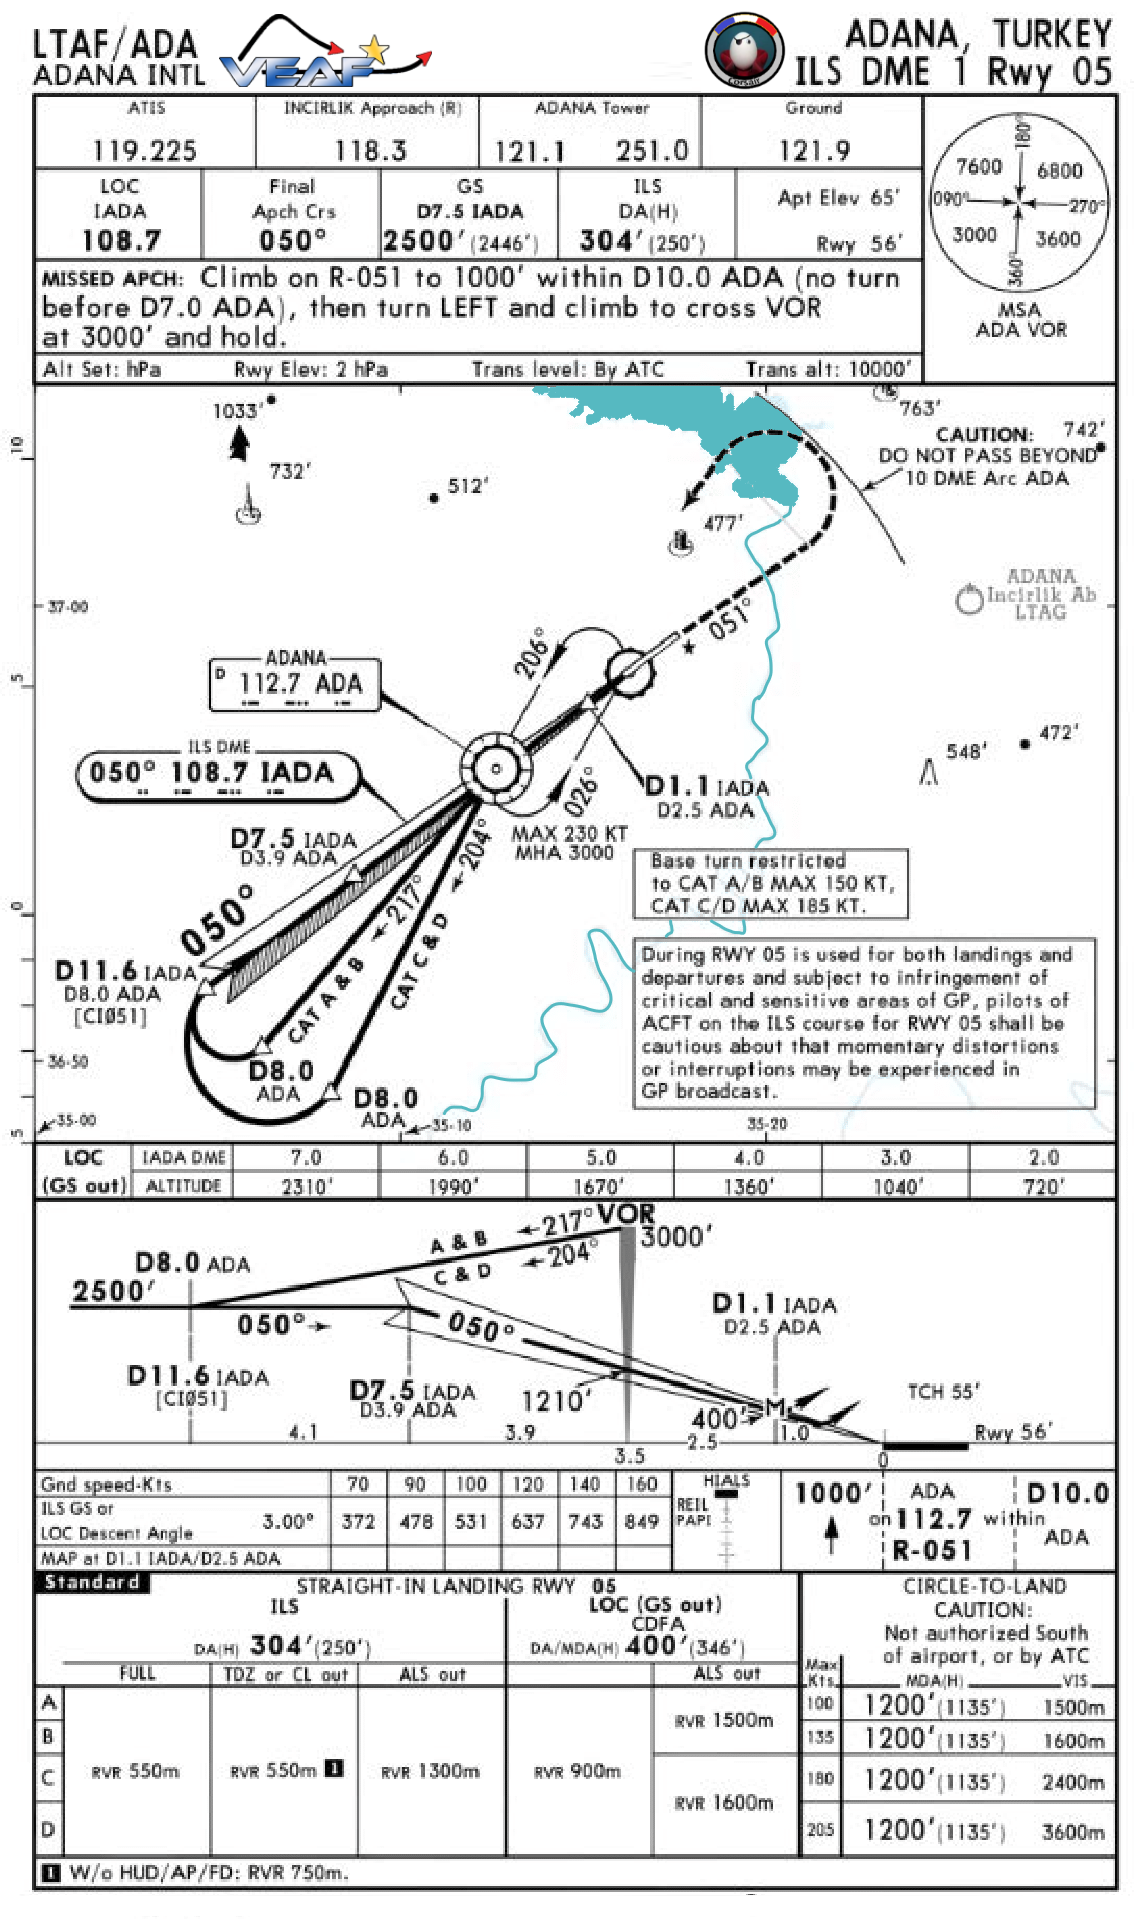 LTAF/ADA
ADANA INTL
VEAF
Corsair
ADANA, TURKEY
ILS DME 1 Rwy 05
ATIS
INCIRLIK Approach (R)
ADANA Tower
Ground
119.225
118.3
121.1 251.0
121.9
LOC
IADA
108.7
Final
Apch Crs
050°
GS
D7.5 IADA
2500' (2446')
ILS
DA(H)
304' (250')
Apt Elev 65'
Rwy 56'
180°
7600
6800
090°
270°
3000
3600
360°
MSA
ADA VOR
MISSED APCH: Climb on R-051 to 1000' within D10.0 ADA (no turn
before D7.0 ADA), then turn LEFT and climb to cross VOR
at 3000' and hold.
Alt Set: hPa
Rwy Elev: 2 hPa
Trans level: By ATC
Trans alt: 10000'
1033'
763'
742'
CAUTION:
DO NOT PASS BEYOND
10 DME Arc ADA
10
732'
512'
477'
ADANA
Incirlik Ab
LTAG
37-00
051°
206°
ADANA
D 112.7 ADA
5
ILS DME
050° 108.7 IADA
472'
548'
026°
D1.1 IADA
D2.5 ADA
MAX 230 KT
MHA 3000
D7.5 IADA
D3.9 ADA
204°
217°
050°
Base turn restricted
to CAT A/B MAX 150 KT,
CAT C/D MAX 185 KT.
0
CAT A & B
CAT C & D
D11.6 IADA
D8.0 ADA
[CI051]
During RWY 05 is used for both landings and
departures and subject to infringement of
critical and sensitive areas of GP, pilots of
ACFT on the ILS course for RWY 05 shall be
cautious about that momentary distortions
or interruptions may be experienced in
GP broadcast.
36-50
D8.0
ADA
D8.0
ADA
5
35-00
35-10
35-20
LOC
(GS out)
IADA DME 7.0 6.0 5.0 4.0 3.0 2.0
ALTITUDE 2310' 1990' 1670' 1360' 1040' 720'
VOR
217°
204°
3000'
A & B
C & D
D8.0 ADA
2500'
050°
050°
D1.1 IADA
D2.5 ADA
D11.6 IADA
[CI051]
D7.5 IADA
D3.9 ADA
1210'
400'
M
TCH 55'
Rwy 56'
4.1
3.9
2.5
1.0
3.5
0
Gnd speed-Kts 70 90 100 120 140 160
ILS GS or
LOC Descent Angle 3.00° 372 478 531 637 743 849
MAP at D1.1 IADA/D2.5 ADA
HIALS
REIL
PAPI
1000'
ADA
on 112.7 within
R-051
D10.0
ADA
Standard
STRAIGHT-IN LANDING RWY 05
ILS
DA(H) 304' (250')
LOC (GS out)
CDFA
DA/MDA(H) 400' (346')
CIRCLE-TO-LAND
CAUTION:
Not authorized South
of airport, or by ATC
FULL
TDZ or CL out
ALS out
ALS out
Max
Kts
MDA(H)
VIS
A
B
C
D
RVR 550m
RVR 550m 1
RVR 1300m
RVR 900m
RVR 1500m
RVR 1600m
100 1200' (1135') 1500m
135 1200' (1135') 1600m
180 1200' (1135') 2400m
205 1200' (1135') 3600m
1 W/o HUD/AP/FD: RVR 750m.